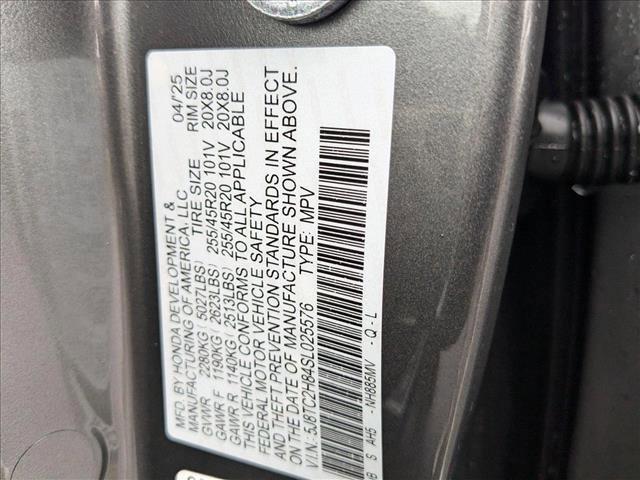 MFD. BY HONDA DEVELOPMENT & 04/'25
MANUFACTURING OF AMERICA, LLC.
TIRE SIZE RIM SIZE
GVWR 2280KG ( 5027LBS) 255/45R20 101V 20X8.0J
GAWR F 1190KG ( 2623LBS) 255/45R20 101V 20X8.0J
GAWR R 1140KG ( 2513LBS)
THIS VEHICLE CONFORMS TO ALL APPLICABLE
FEDERAL MOTOR VEHICLE SAFETY
AND THEFT PREVENTION STANDARDS IN EFFECT
ON THE DATE OF MANUFACTURE SHOWN ABOVE.
V.I.N.: 5J8TC2H84SL025576 TYPE: MPV
S AH5 -NH885MV -Q-L